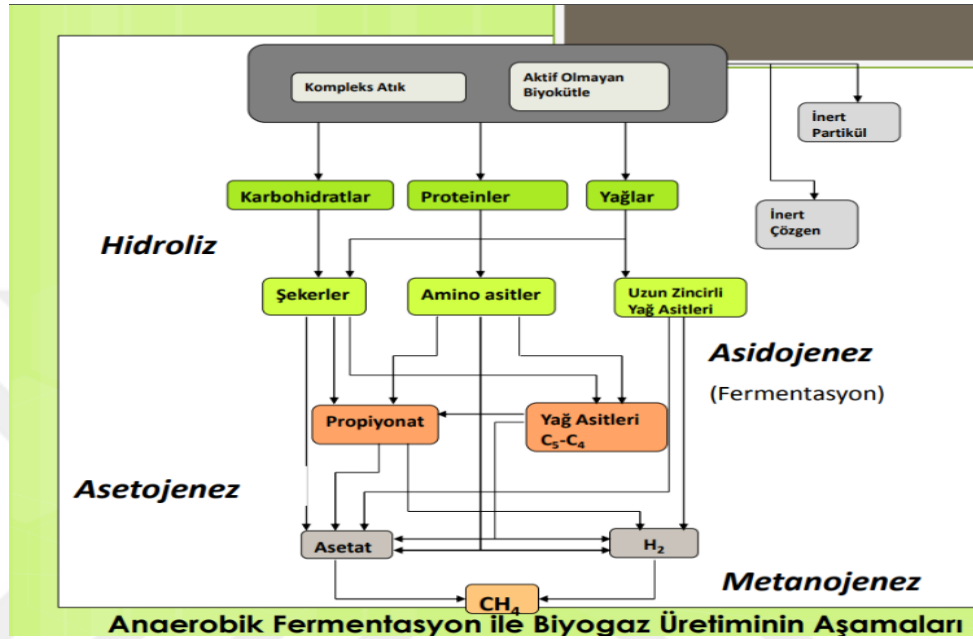 Kompleks Atık
Aktif Olmayan
Biyokütle
İnert
Partikül
Karbohidratlar
Proteinler
Yağlar
İnert
Çözgen
Hidroliz
Şekerler
Amino asitler
Uzun Zincirli
Yağ Asitleri
Asidojenez
(Fermentasyon)
Propiyonat
Yağ Asitleri
C₅-C₄
Asetojenez
Asetat
H₂
Metanojenez
CH₄
Anaerobik Fermentasyon ile Biyogaz Üretiminin Aşamaları